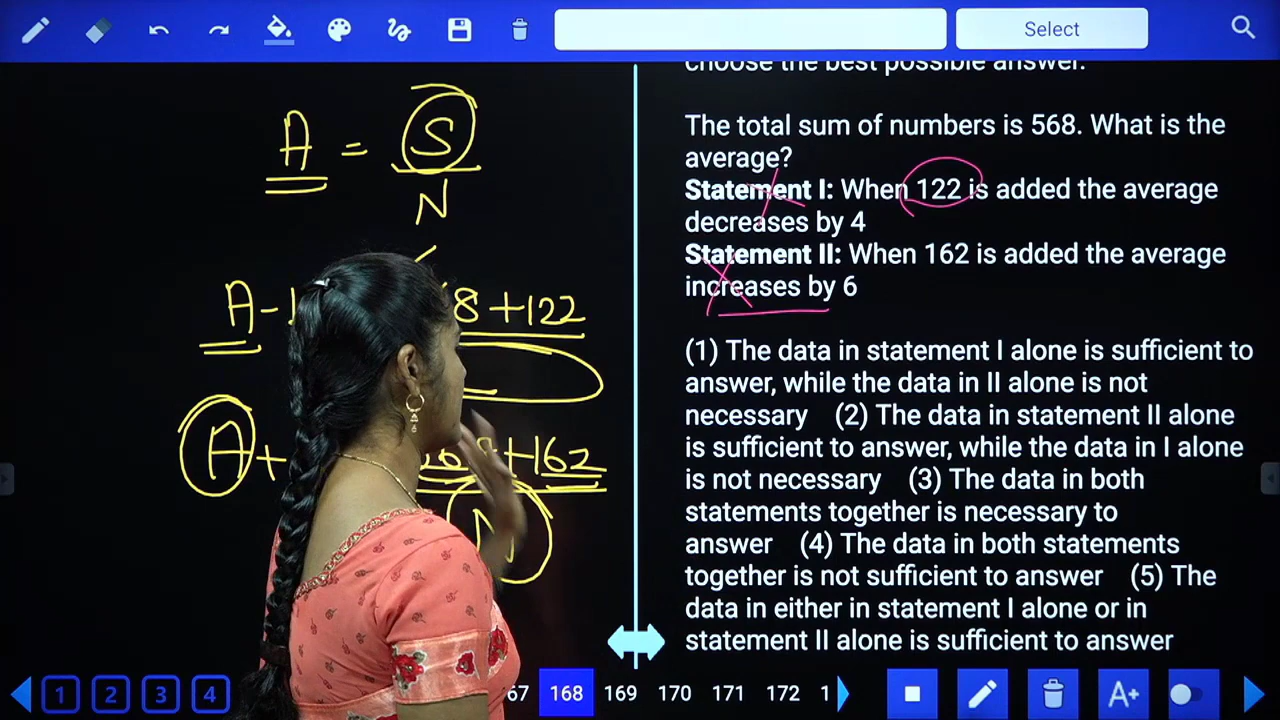 Select
A = S
N
A - 8 + 122
A + + 162
N
choose the best possible answer.
The total sum of numbers is 568. What is the
average?
Statement I: When 122 is added the average
decreases by 4
Statement II: When 162 is added the average
increases by 6
(1) The data in statement I alone is sufficient to
answer, while the data in II alone is not
necessary (2) The data in statement II alone
is sufficient to answer, while the data in I alone
is not necessary (3) The data in both
statements together is necessary to
answer (4) The data in both statements
together is not sufficient to answer (5) The
data in either in statement I alone or in
statement II alone is sufficient to answer
1 2 3 4 67 168 169 170 171 172 1 A+